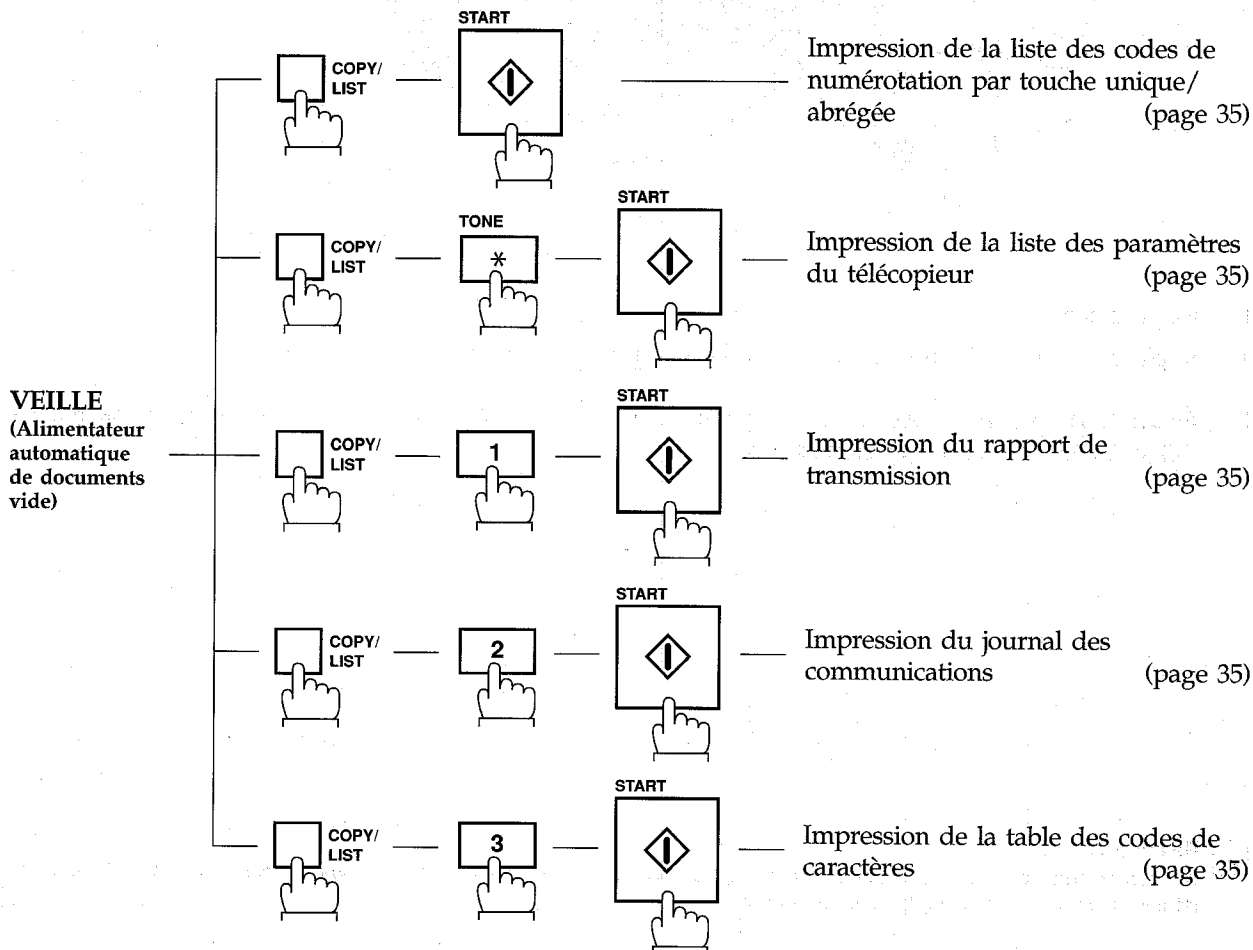 START
COPY/
LIST
Impression de la liste des codes de
numérotation par touche unique/
abrégée (page 35)
START
TONE
COPY/
LIST
*
Impression de la liste des paramètres
du télécopieur (page 35)
VEILLE
(Alimentateur
automatique
de documents
vide)
START
COPY/
LIST
1
Impression du rapport de
transmission (page 35)
START
COPY/
LIST
2
Impression du journal des
communications (page 35)
START
COPY/
LIST
3
Impression de la table des codes de
caractères (page 35)